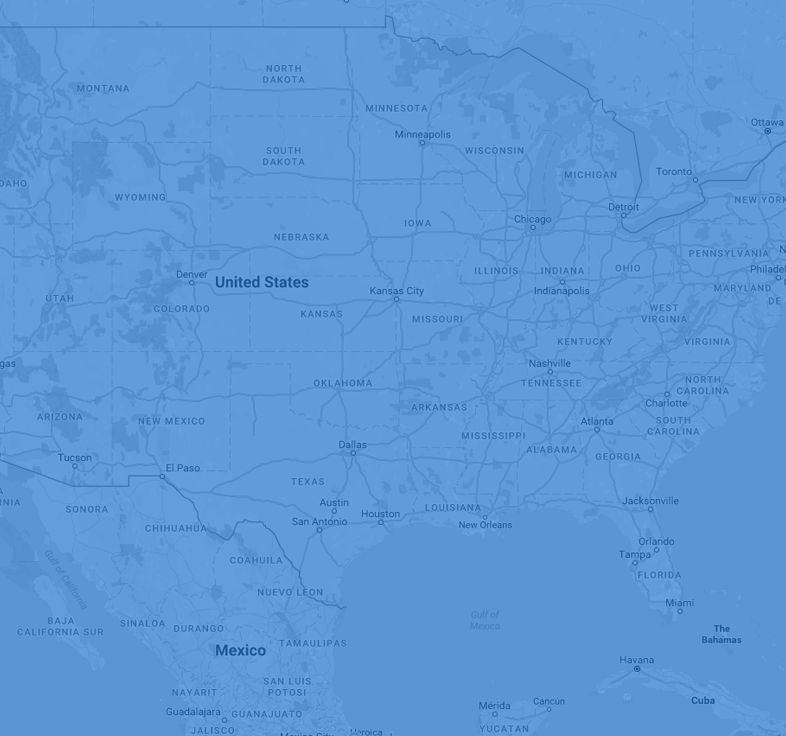 NORTH
DAKOTA
MONTANA
MINNESOTA
Ottawa
Minneapolis
WISCONSIN
SOUTH
DAKOTA
MICHIGAN
Toronto
DAHO
WYOMING
NEW YORK
Detroit
Chicago
IOWA
NEBRASKA
PENNSYLVANIA
N
Denver
United States
ILLINOIS
INDIANA
OHIO
Philadel
Kansas City
Indianapolis
MARYLAND
DE
UTAH
COLORADO
KANSAS
MISSOURI
WEST
VIRGINIA
KENTUCKY
VIRGINIA
gas
Nashville
TENNESSEE
OKLAHOMA
NORTH
CAROLINA
Charlotte
ARKANSAS
ARIZONA
NEW MEXICO
Atlanta
SOUTH
CAROLINA
MISSISSIPPI
Dallas
ALABAMA
GEORGIA
Tucson
El Paso
TEXAS
A
RNIA
SONORA
Austin
Houston
LOUISIANA
Jacksonville
San Antonio
New Orleans
CHIHUAHUA
Orlando
Tampa
COAHUILA
Gulf of California
FLORIDA
NUEVO LEON
Miami
Gulf of
Mexico
BAJA
CALIFORNIA SUR
SINALOA
DURANGO
The
Bahamas
TAMAULIPAS
Mexico
Havana
SAN LUIS
POTOSI
NAYARIT
Cuba
Guadalajara
GUANAJUATO
Merida
Cancún
JALISCO
Mexico City
Heroica
YUCATAN